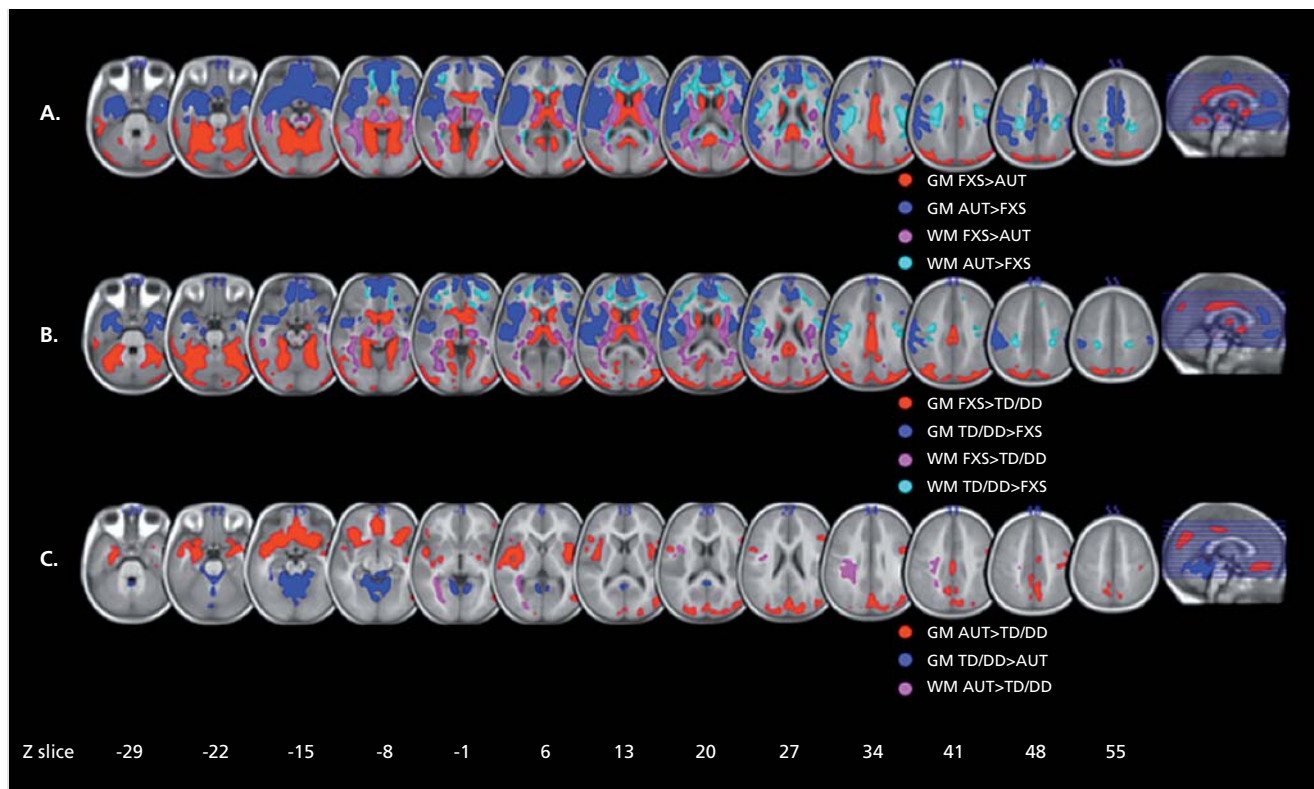 A.
GM FXS>AUT
GM AUT>FXS
WM FXS>AUT
WM AUT>FXS
B.
GM FXS>TD/DD
GM TD/DD>FXS
WM FXS>TD/DD
WM TD/DD>FXS
C.
GM AUT>TD/DD
GM TD/DD>AUT
WM AUT>TD/DD
Z slice -29 -22 -15 -8 -1 6 13 20 27 34 41 48 55